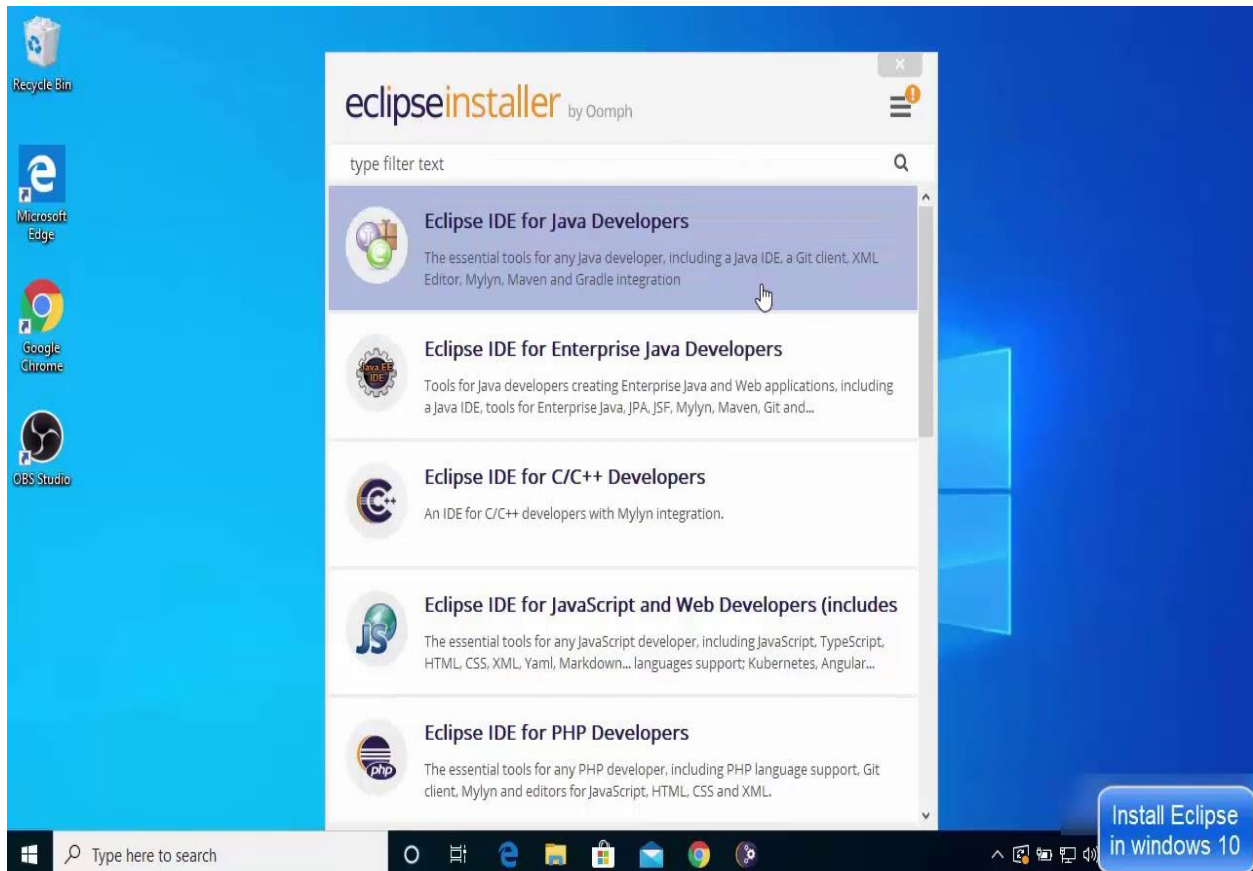 Recycle Bin
Microsoft
Edge
Google
Chrome
OBS Studio
eclipseinstaller by Oomph
type filter text
Eclipse IDE for Java Developers
The essential tools for any Java developer, including a Java IDE, a Git client, XML
Editor, Mylyn, Maven and Gradle integration
Java EE
IDE
Eclipse IDE for Enterprise Java Developers
Tools for Java developers creating Enterprise Java and Web applications, including
a Java IDE, tools for Enterprise Java, JPA, JSF, Mylyn, Maven, Git and...
C++
Eclipse IDE for C/C++ Developers
An IDE for C/C++ developers with Mylyn integration.
JS
Eclipse IDE for JavaScript and Web Developers (includes
The essential tools for any JavaScript developer, including JavaScript, TypeScript,
HTML, CSS, XML, Yaml, Markdown... languages support; Kubernetes, Angular...
php
Eclipse IDE for PHP Developers
The essential tools for any PHP developer, including PHP language support, Git
client, Mylyn and editors for JavaScript, HTML, CSS and XML.
Type here to search
Install Eclipse
in windows 10